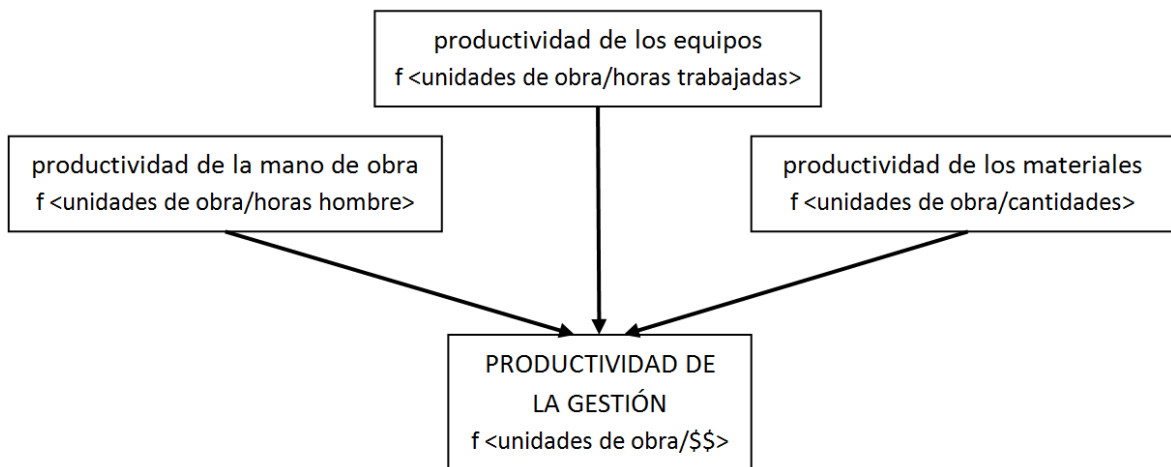 productividad de los equipos
f <unidades de obra/horas trabajadas>
productividad de la mano de obra
f <unidades de obra/horas hombre>
productividad de los materiales
f <unidades de obra/cantidades>
PRODUCTIVIDAD DE
LA GESTIÓN
f <unidades de obra/$$>